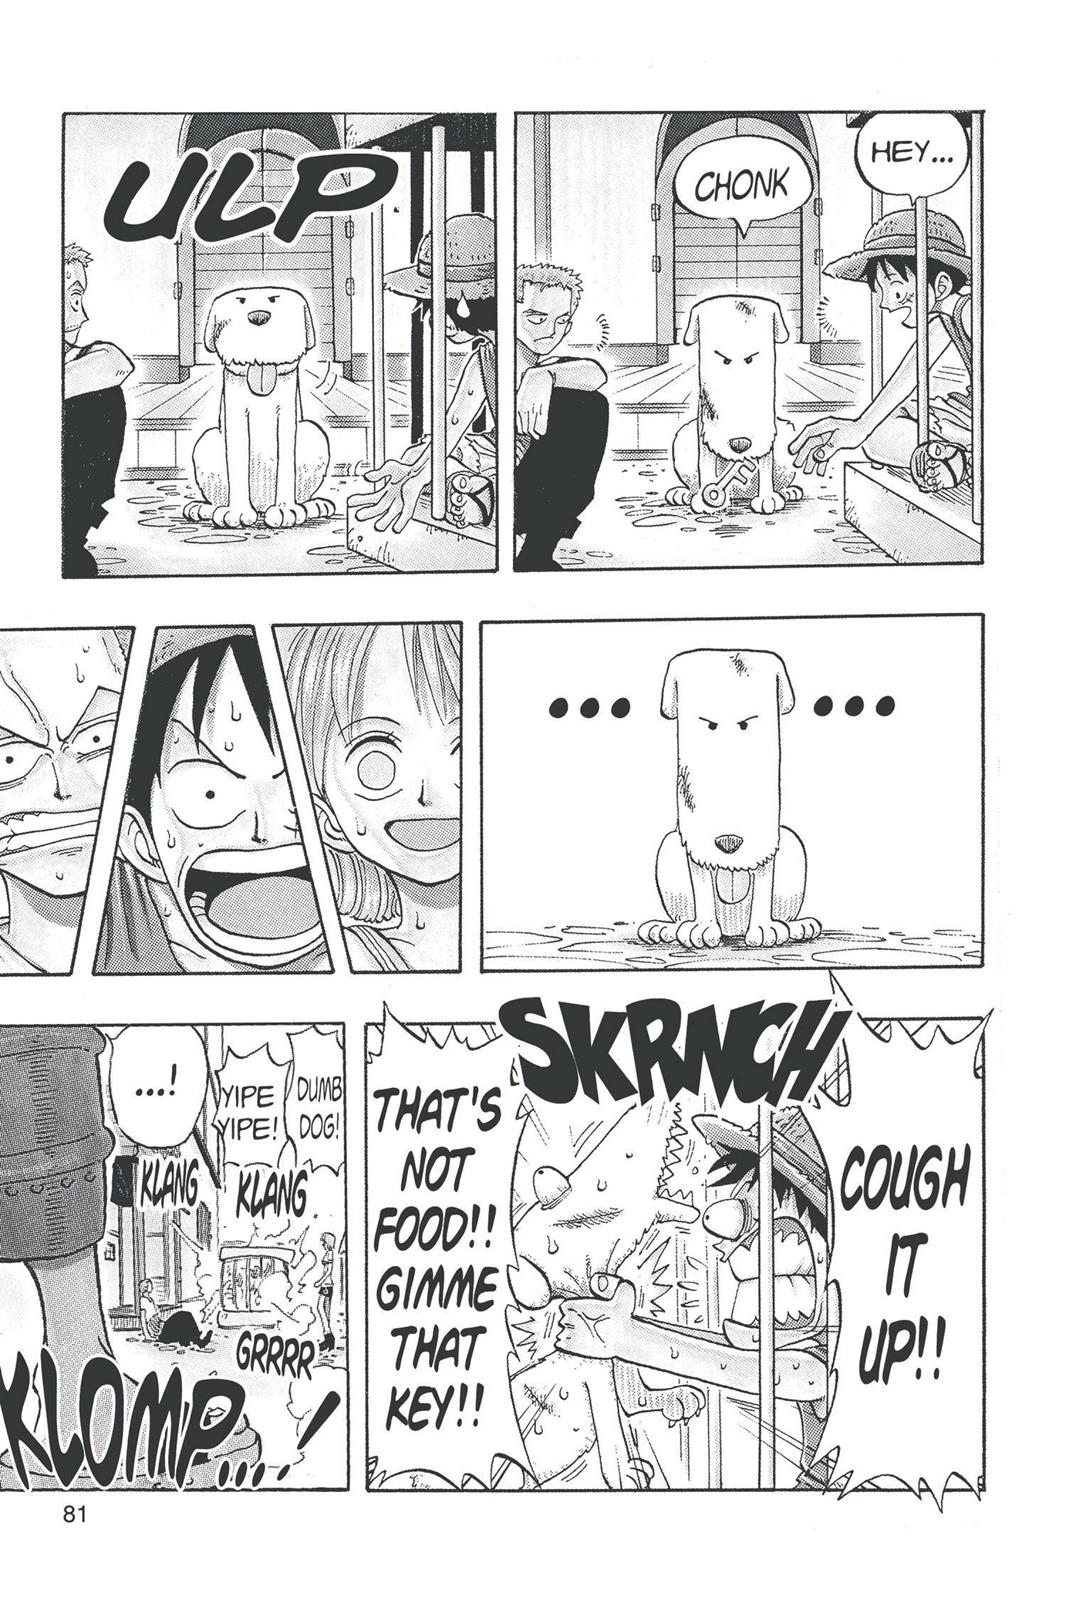 HEY...
CHONK
ULP
... ...
SKRNCH
COUGH
IT
UP!!
THAT'S
NOT
FOOD!!
GIMME
THAT
KEY!!
DUMB
DOG!
YIPE
YIPE!
...!
KLANG
KLANG
GRRRR
KLOMP....!
81